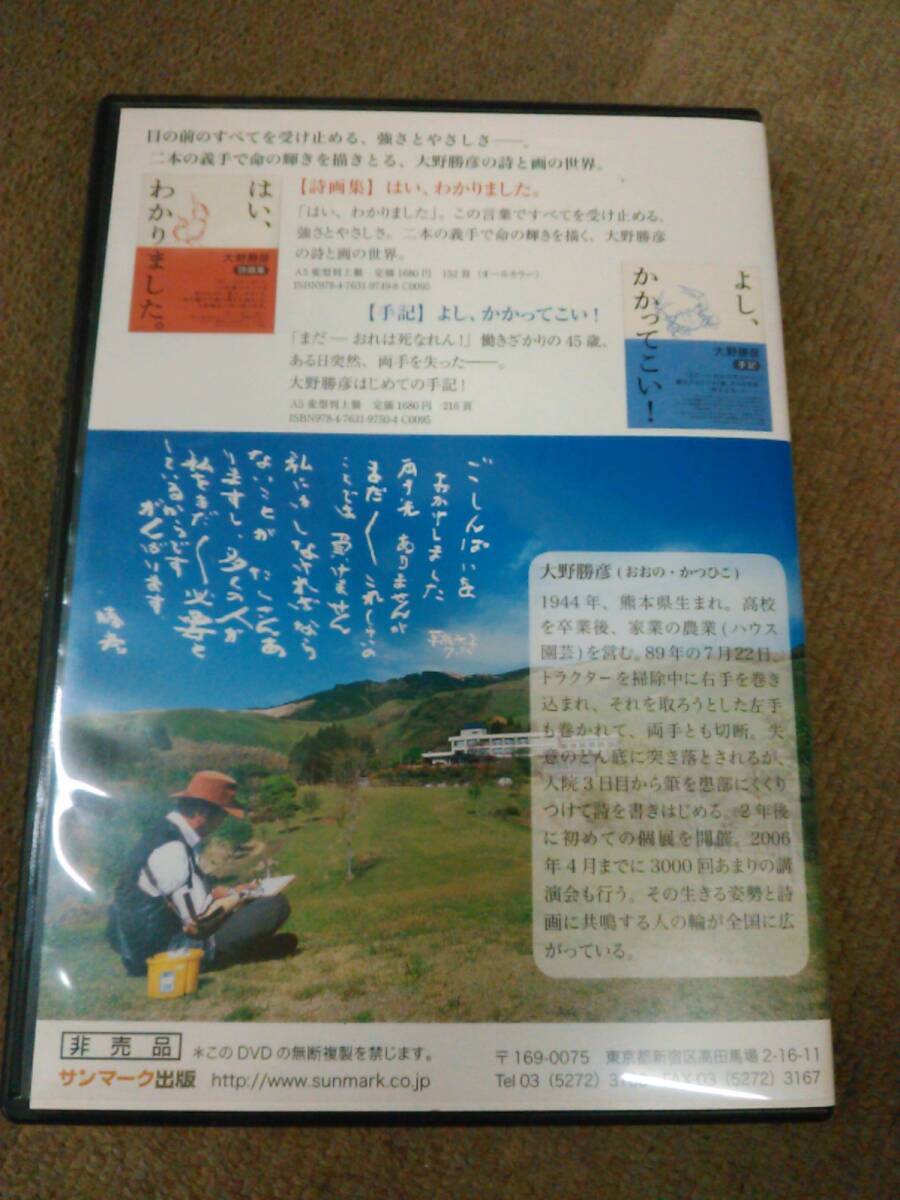 目の前のすべてを受け止める、強さとやさしさ——。
二本の義手で命の輝きを描きとる、大野勝彦の詩と画の世界。
はい、
わかりました。
大野勝彦
詩画集
【詩画集】はい、わかりました。
「はい、わかりました」。この言葉ですべてを受け止める、
強さとやさしさ。二本の義手で命の輝きを描く、大野勝彦
の詩と画の世界。
A5変型判上製 定価1680円 152頁（オールカラー）
ISBN978-4-7631-9749-8 C0095
【手記】よし、かかってこい！
「まだ — おれは死なれん！」働きざかりの45歳、
ある日突然、両手を失った——。
大野勝彦はじめての手記！
A5変型判上製 定価1680円 216頁
ISBN978-4-7631-9750-4 C0095
よし、
かかってこい！
大野勝彦
手記
ごしんぱいを
おかけしました
両手先 ありませんが
まだ〱 これしきの
ことでは 負けません
私には しなければなら
ないことが たくさんあ
りますし、多くの人が
私をまだ〱必要と
しているからです
がんばります
大野勝彦（おおの・かつひこ）
1944年、熊本県生まれ。高校
を卒業後、家業の農業(ハウス
園芸)を営む。89年の7月22日、
トラクターを掃除中に右手を巻き
込まれ、それを取ろうとした左手
も巻かれて、両手とも切断。失
意のどん底に突き落とされるが、
入院3日目から筆を患部にくくり
つけて詩を書きはじめる。2年後
に初めての個展を開催。2006
年4月までに3000回あまりの講
演会も行う。その生きる姿勢と詩
画に共鳴する人の輪が全国に広
がっている。
非売品 ＊このDVDの無断複製を禁じます。
サンマーク出版 http://www.sunmark.co.jp
〒169-0075 東京都新宿区高田馬場2-16-11
Tel 03 (5272) FAX 03 (5272) 3167